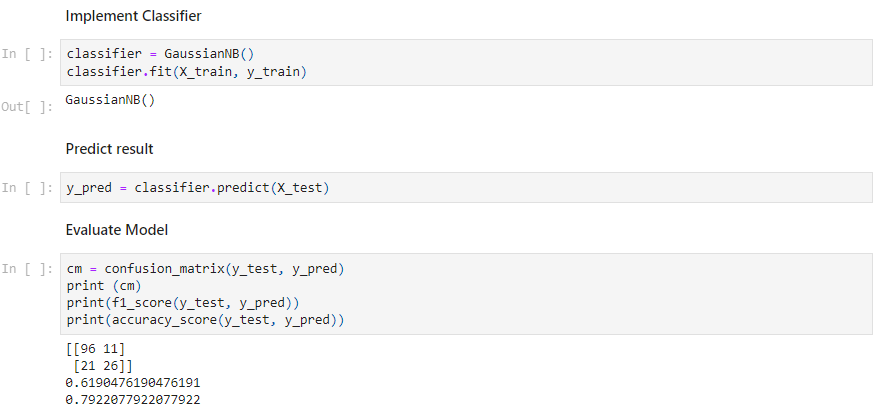 Implement Classifier
In [ ]: classifier = GaussianNB()
classifier.fit(X_train, y_train)
Out[ ]: GaussianNB()
Predict result
In [ ]: y_pred = classifier.predict(X_test)
Evaluate Model
In [ ]: cm = confusion_matrix(y_test, y_pred)
print (cm)
print(f1_score(y_test, y_pred))
print(accuracy_score(y_test, y_pred))
[[96 11]
[21 26]]
0.6190476190476191
0.7922077922077922